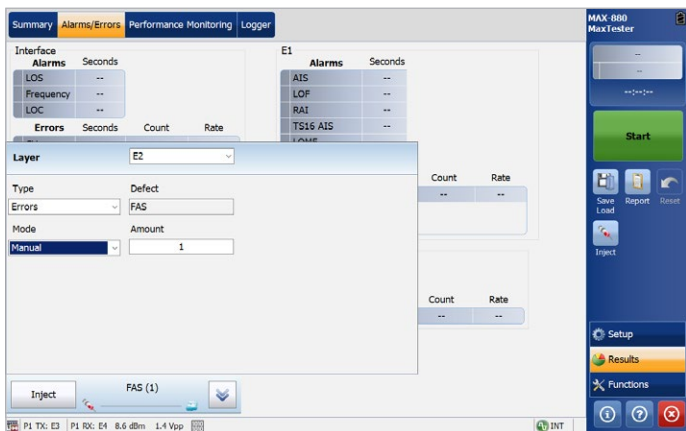 Summary Alarms/Errors Performance Monitoring Logger
MAX-880
MaxTester
Interface
Alarms Seconds
LOS --
Frequency --
LOC --
Errors Seconds Count Rate
E1
Alarms Seconds
AIS --
LOF --
RAI --
TS16 AIS --
Count Rate
-- --
Count Rate
-- --
Layer E2
Type Defect
Errors FAS
Mode Amount
Manual 1
Inject FAS (1)
--
--
--:--:--
Start
Save Load Report Reset
Inject
Setup
Results
Functions
P1 TX: E3 P1 RX: E4 8.6 dBm 1.4 Vpp
INT